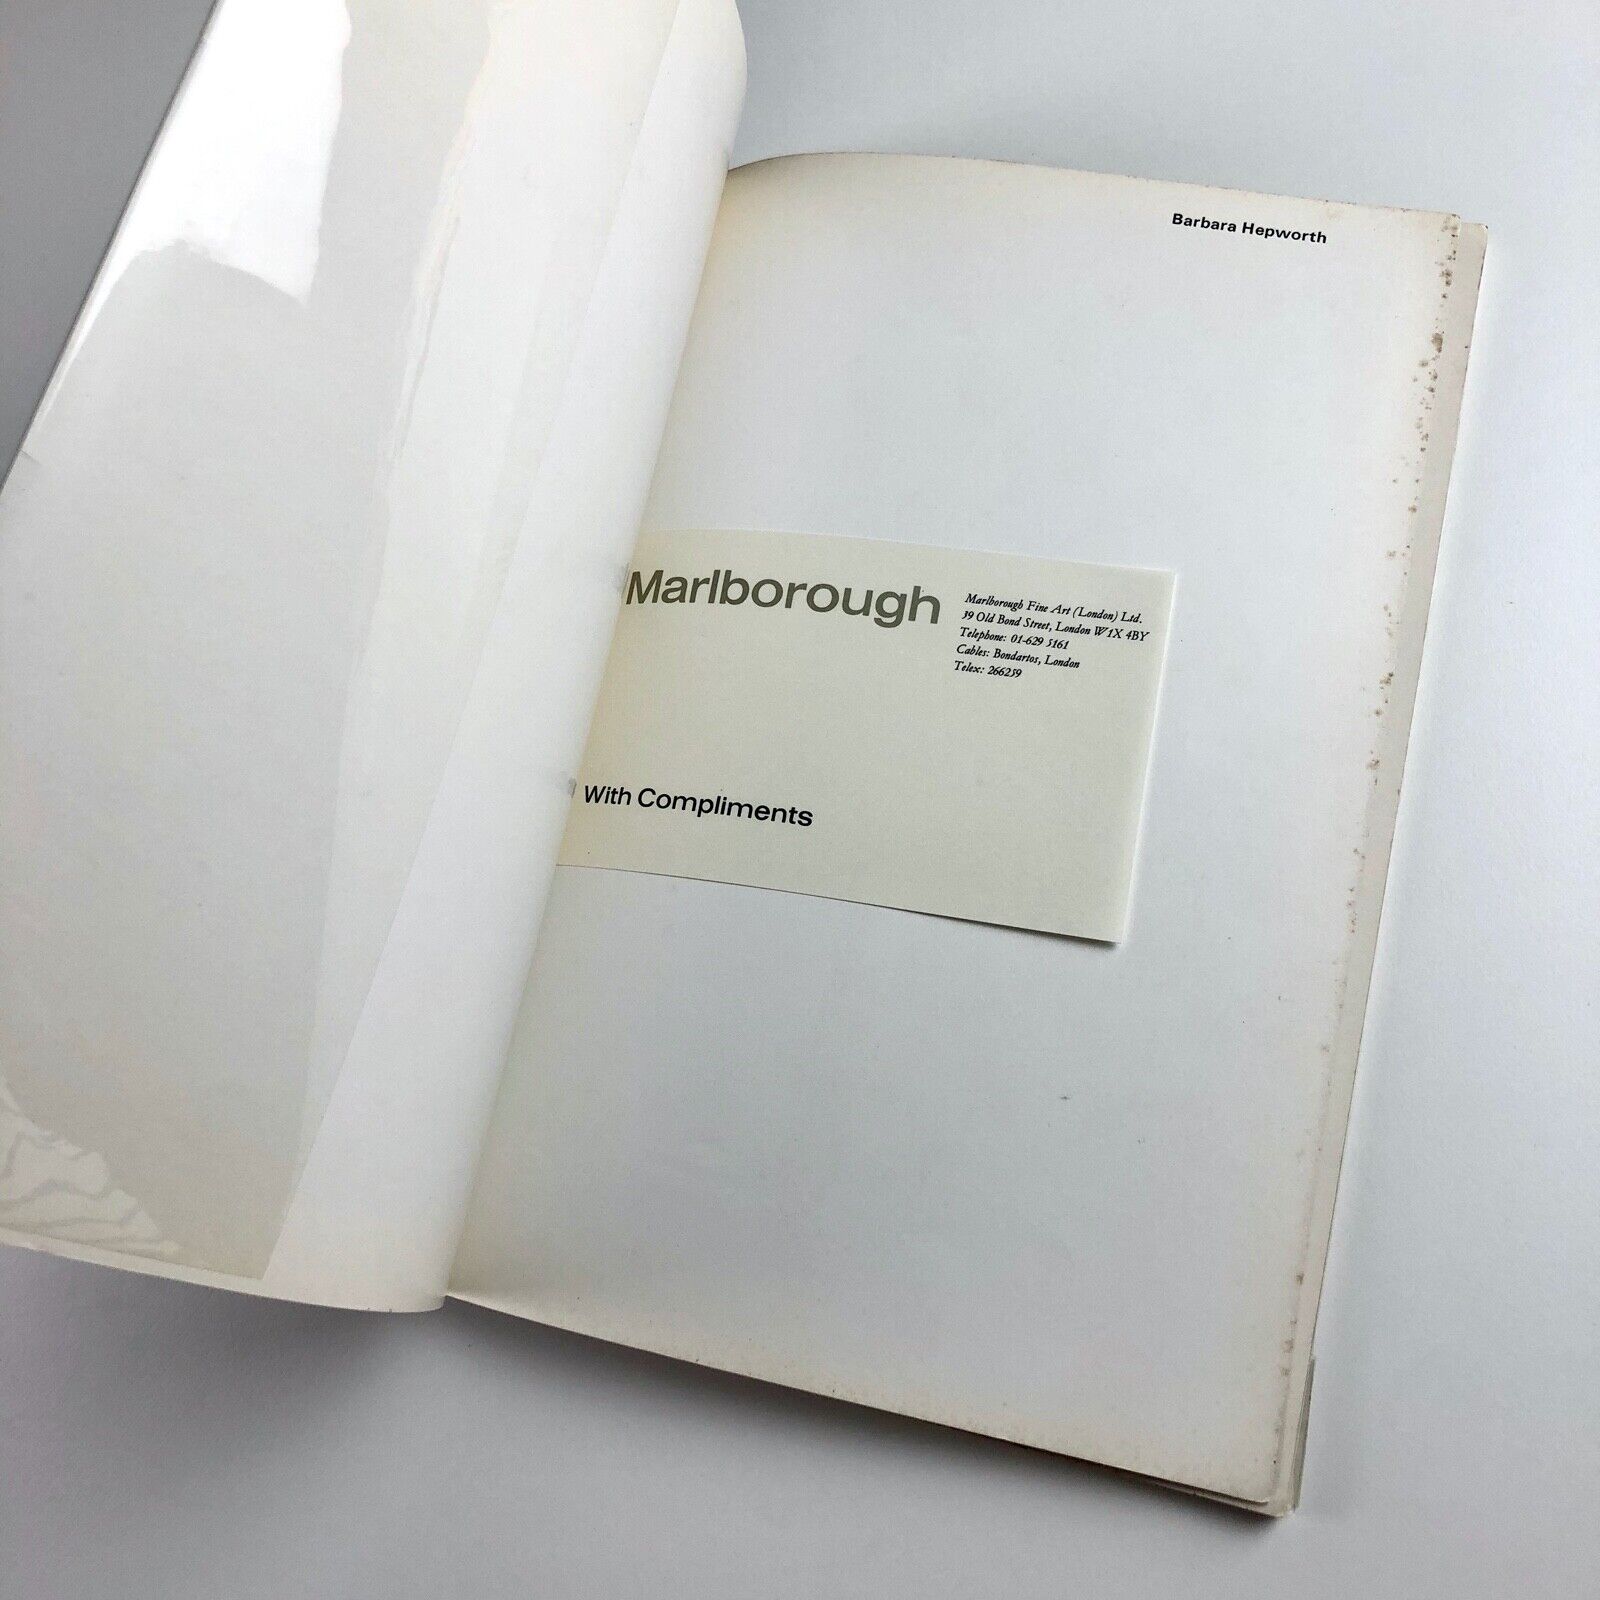 Barbara Hepworth
Marlborough
Marlborough Fine Art (London) Ltd.
39 Old Bond Street, London W1X 4BY
Telephone: 01-629 5161
Cables: Bondartos, London
Telex: 266259
With Compliments